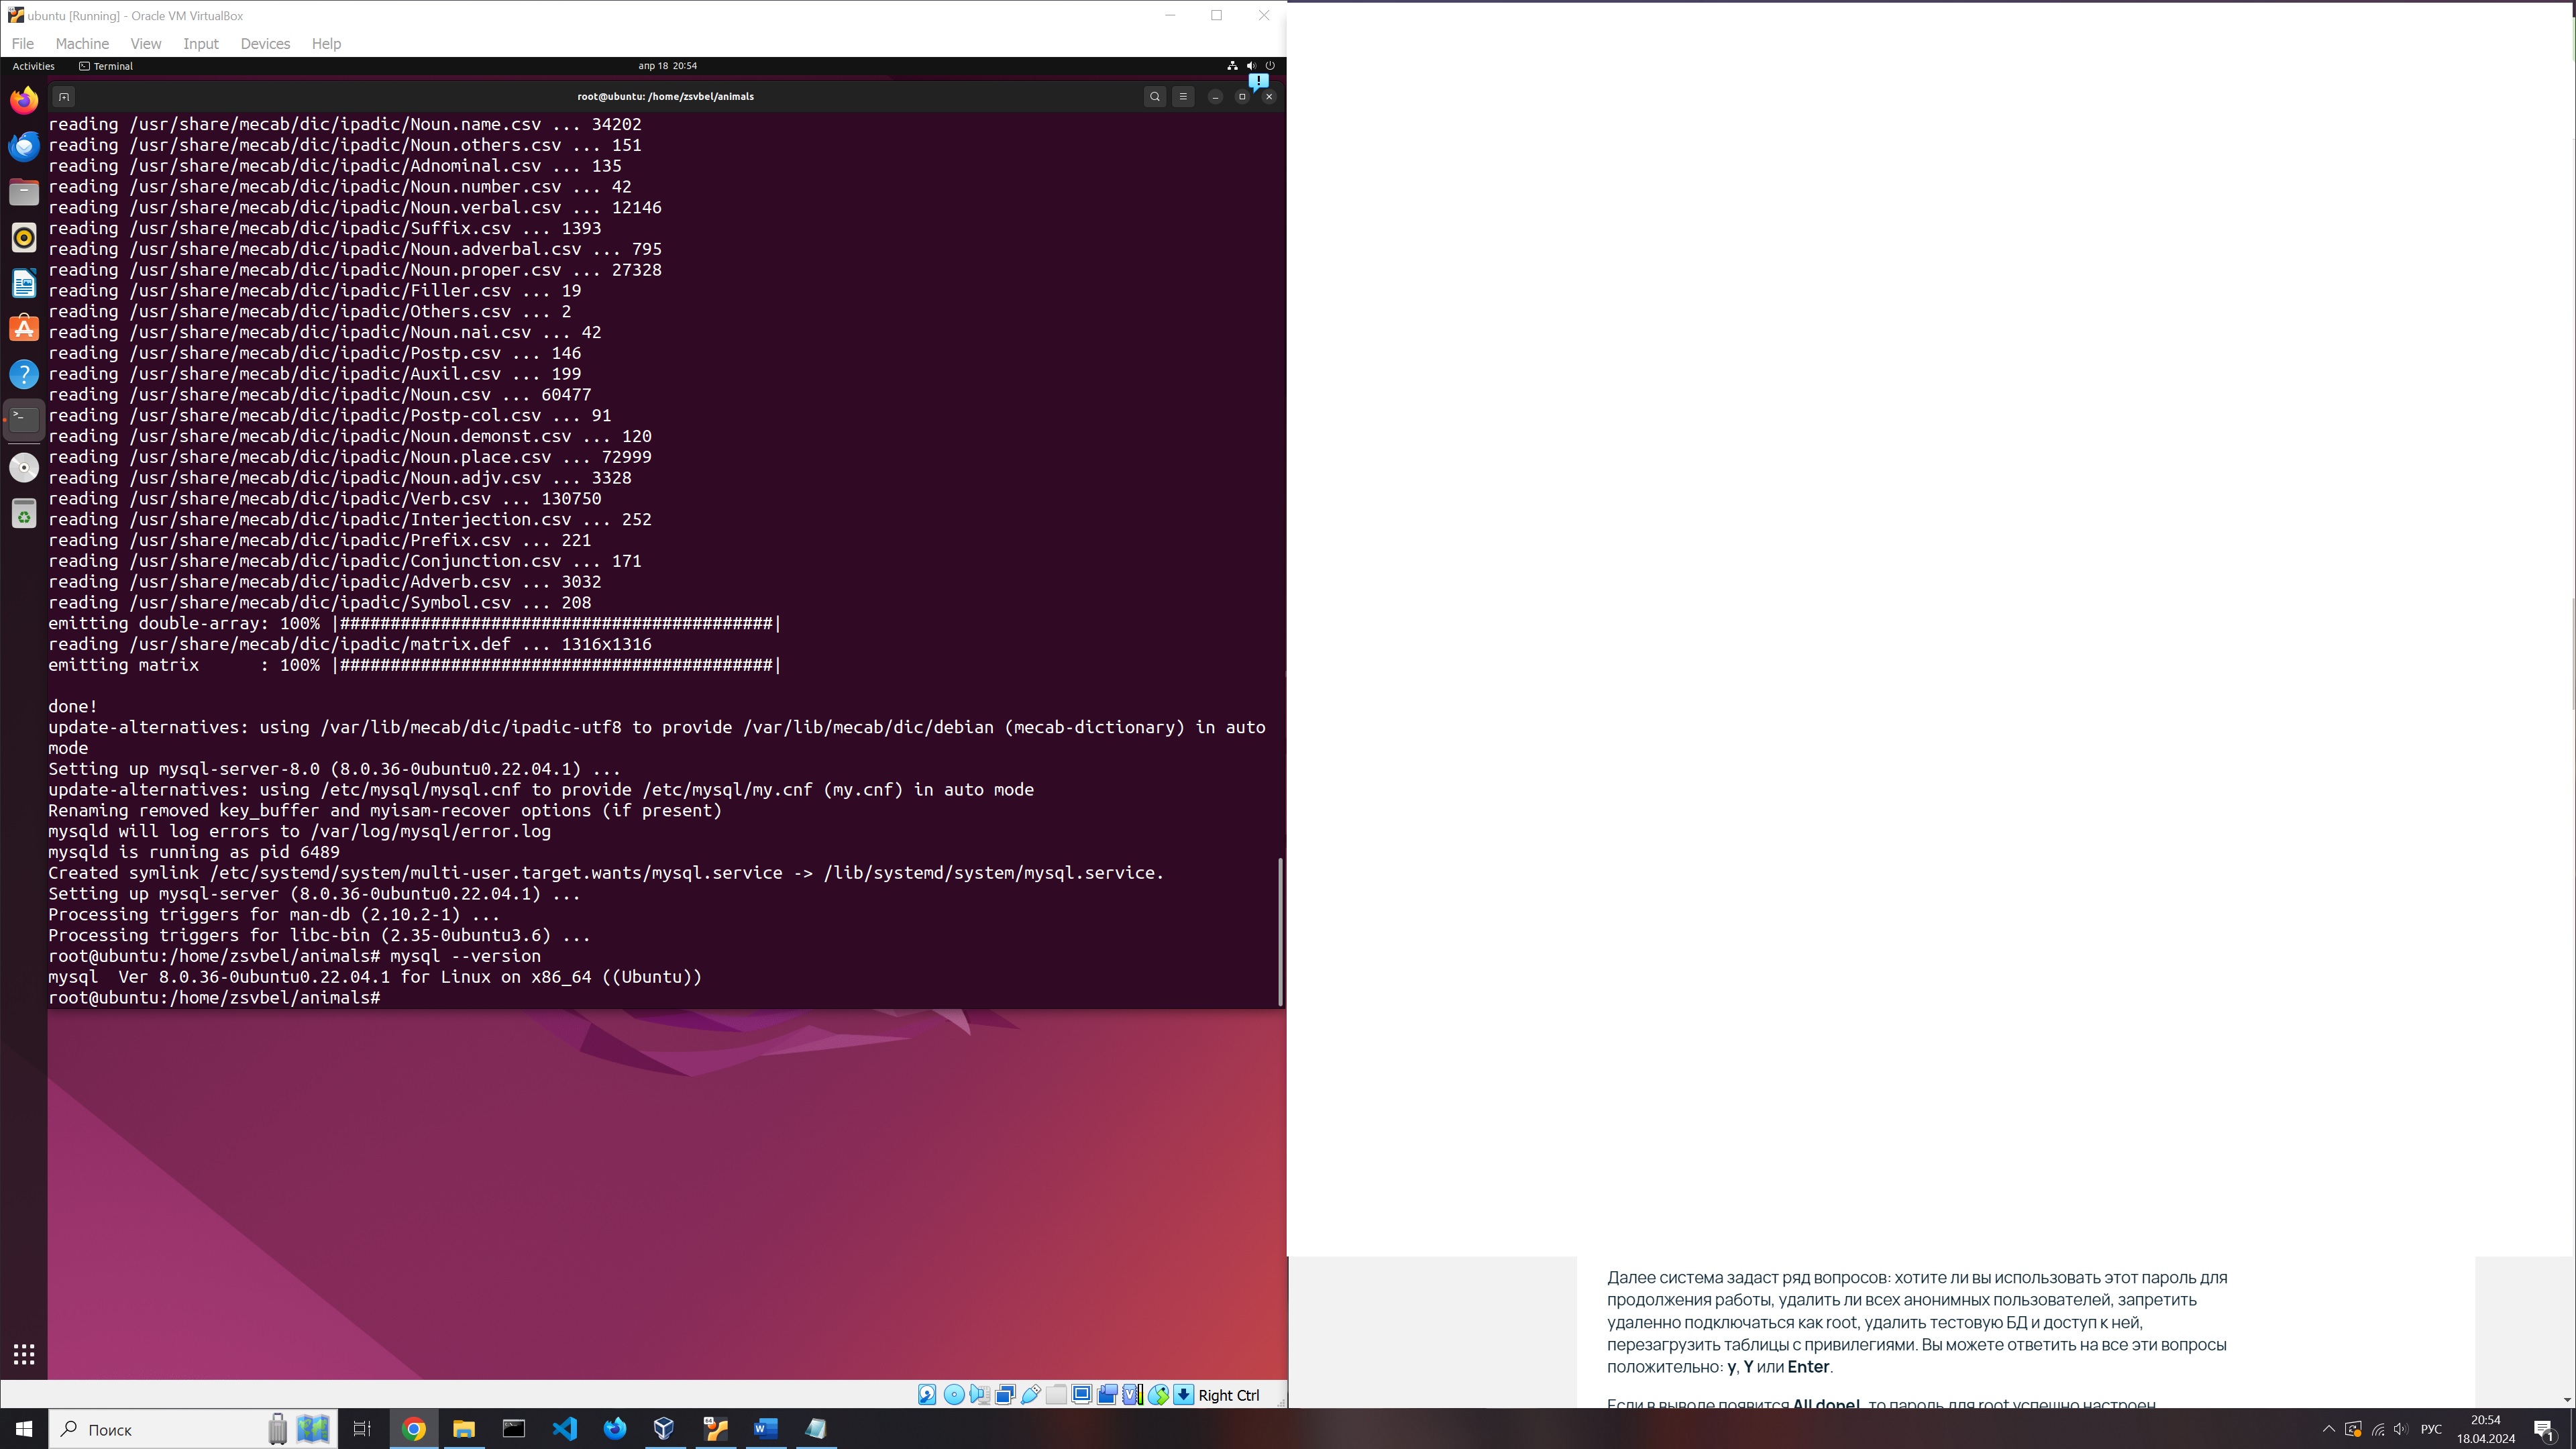 ubuntu [Running] - Oracle VM VirtualBox
File Machine View Input Devices Help
Activities Terminal апр 18 20:54
root@ubuntu: /home/zsvbel/animals
reading /usr/share/mecab/dic/ipadic/Noun.name.csv ... 34202
reading /usr/share/mecab/dic/ipadic/Noun.others.csv ... 151
reading /usr/share/mecab/dic/ipadic/Adnominal.csv ... 135
reading /usr/share/mecab/dic/ipadic/Noun.number.csv ... 42
reading /usr/share/mecab/dic/ipadic/Noun.verbal.csv ... 12146
reading /usr/share/mecab/dic/ipadic/Suffix.csv ... 1393
reading /usr/share/mecab/dic/ipadic/Noun.adverbal.csv ... 795
reading /usr/share/mecab/dic/ipadic/Noun.proper.csv ... 27328
reading /usr/share/mecab/dic/ipadic/Filler.csv ... 19
reading /usr/share/mecab/dic/ipadic/Others.csv ... 2
reading /usr/share/mecab/dic/ipadic/Noun.nai.csv ... 42
reading /usr/share/mecab/dic/ipadic/Postp.csv ... 146
reading /usr/share/mecab/dic/ipadic/Auxil.csv ... 199
reading /usr/share/mecab/dic/ipadic/Noun.csv ... 60477
reading /usr/share/mecab/dic/ipadic/Postp-col.csv ... 91
reading /usr/share/mecab/dic/ipadic/Noun.demonst.csv ... 120
reading /usr/share/mecab/dic/ipadic/Noun.place.csv ... 72999
reading /usr/share/mecab/dic/ipadic/Noun.adjv.csv ... 3328
reading /usr/share/mecab/dic/ipadic/Verb.csv ... 130750
reading /usr/share/mecab/dic/ipadic/Interjection.csv ... 252
reading /usr/share/mecab/dic/ipadic/Prefix.csv ... 221
reading /usr/share/mecab/dic/ipadic/Conjunction.csv ... 171
reading /usr/share/mecab/dic/ipadic/Adverb.csv ... 3032
reading /usr/share/mecab/dic/ipadic/Symbol.csv ... 208
emitting double-array: 100% |###########################################|
reading /usr/share/mecab/dic/ipadic/matrix.def ... 1316x1316
emitting matrix      : 100% |###########################################|
done!
update-alternatives: using /var/lib/mecab/dic/ipadic-utf8 to provide /var/lib/mecab/dic/debian (mecab-dictionary) in auto
mode
Setting up mysql-server-8.0 (8.0.36-0ubuntu0.22.04.1) ...
update-alternatives: using /etc/mysql/mysql.cnf to provide /etc/mysql/my.cnf (my.cnf) in auto mode
Renaming removed key_buffer and myisam-recover options (if present)
mysqld will log errors to /var/log/mysql/error.log
mysqld is running as pid 6489
Created symlink /etc/systemd/system/multi-user.target.wants/mysql.service -> /lib/systemd/system/mysql.service.
Setting up mysql-server (8.0.36-0ubuntu0.22.04.1) ...
Processing triggers for man-db (2.10.2-1) ...
Processing triggers for libc-bin (2.35-0ubuntu3.6) ...
root@ubuntu:/home/zsvbel/animals# mysql --version
mysql  Ver 8.0.36-0ubuntu0.22.04.1 for Linux on x86_64 ((Ubuntu))
root@ubuntu:/home/zsvbel/animals#
Right Ctrl
Далее система задаст ряд вопросов: хотите ли вы использовать этот пароль для
продолжения работы, удалить ли всех анонимных пользователей, запретить
удаленно подключаться как root, удалить тестовую БД и доступ к ней,
перезагрузить таблицы с привилегиями. Вы можете ответить на все эти вопросы
положительно: y, Y или Enter.
Если в выводе появится All done!, то пароль для root успешно настроен.
Поиск
РУС
20:54
18.04.2024
1